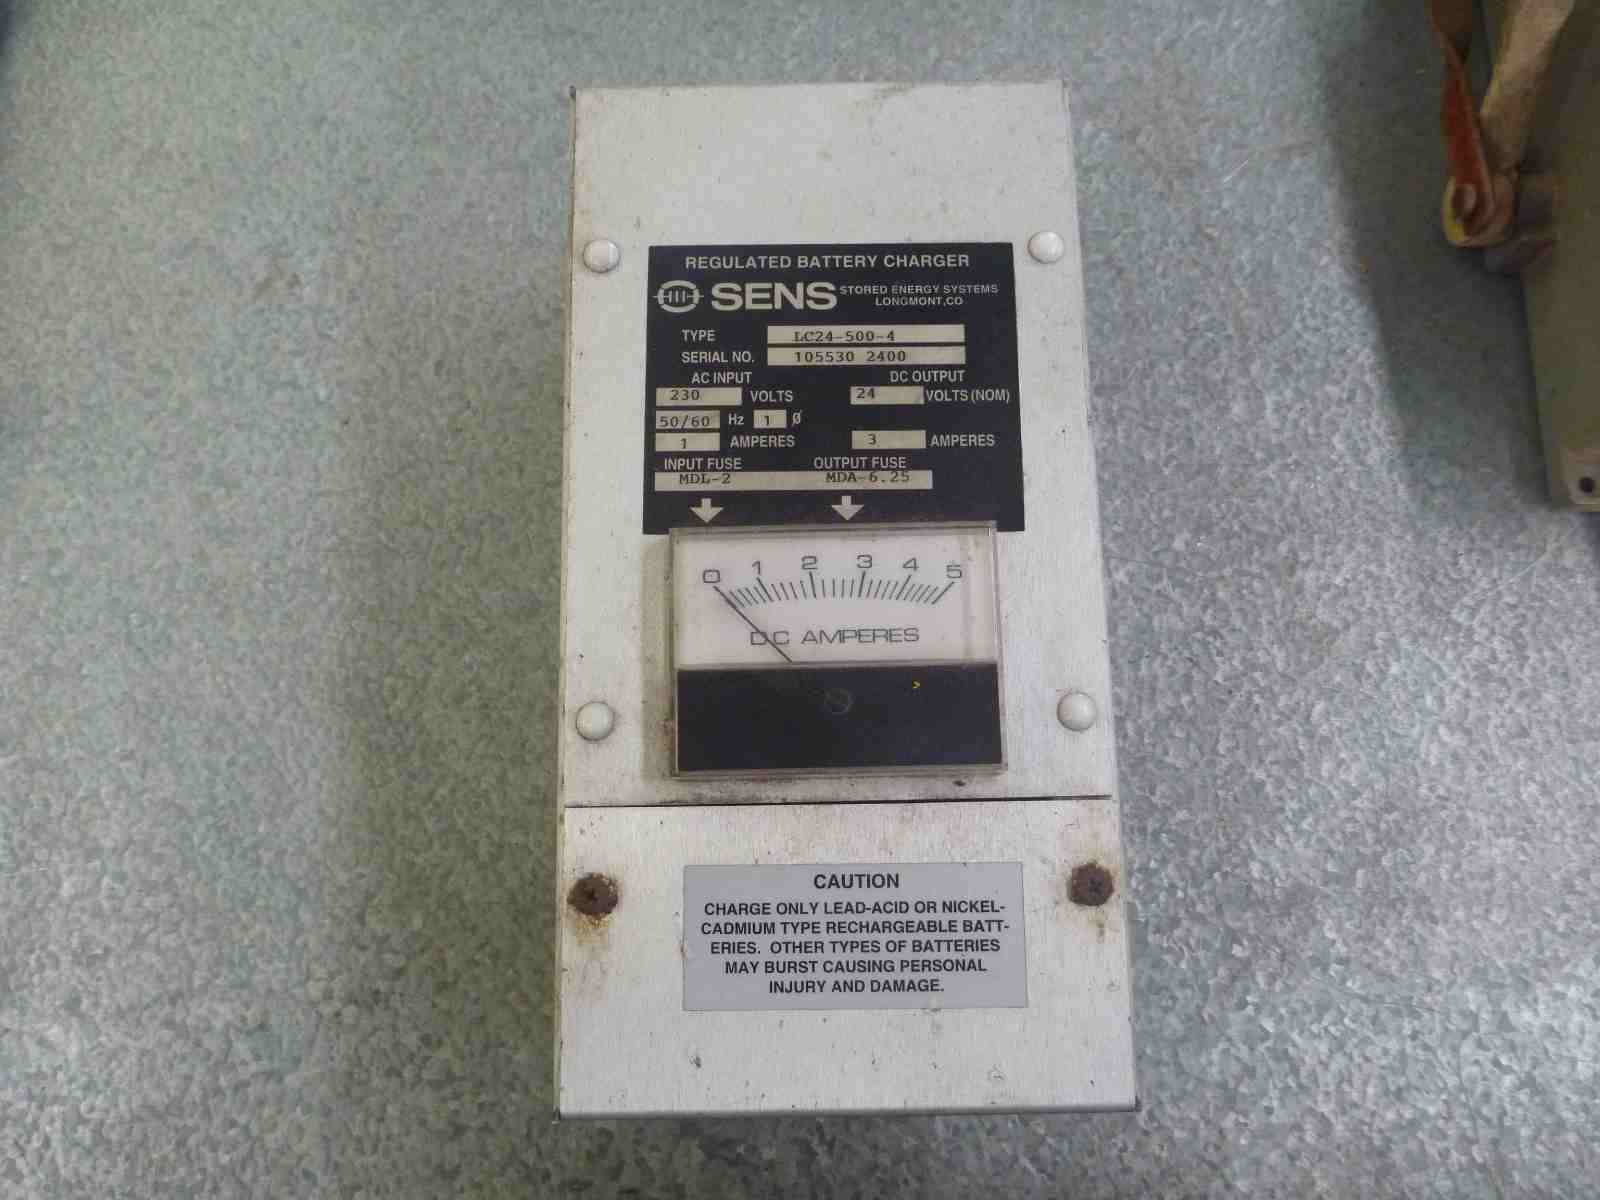 REGULATED BATTERY CHARGER
SENS STORED ENERGY SYSTEMS
LONGMONT, CO
TYPE LC24-500-4
SERIAL NO. 105530 2400
AC INPUT DC OUTPUT
230 VOLTS 24 VOLTS (NOM)
50/60 Hz 1 Ø
1 AMPERES 3 AMPERES
INPUT FUSE OUTPUT FUSE
MDL-2 MDA-6.25
0 1 2 3 4 5
DC AMPERES
CAUTION
CHARGE ONLY LEAD-ACID OR NICKEL-
CADMIUM TYPE RECHARGEABLE BATT-
ERIES. OTHER TYPES OF BATTERIES
MAY BURST CAUSING PERSONAL
INJURY AND DAMAGE.